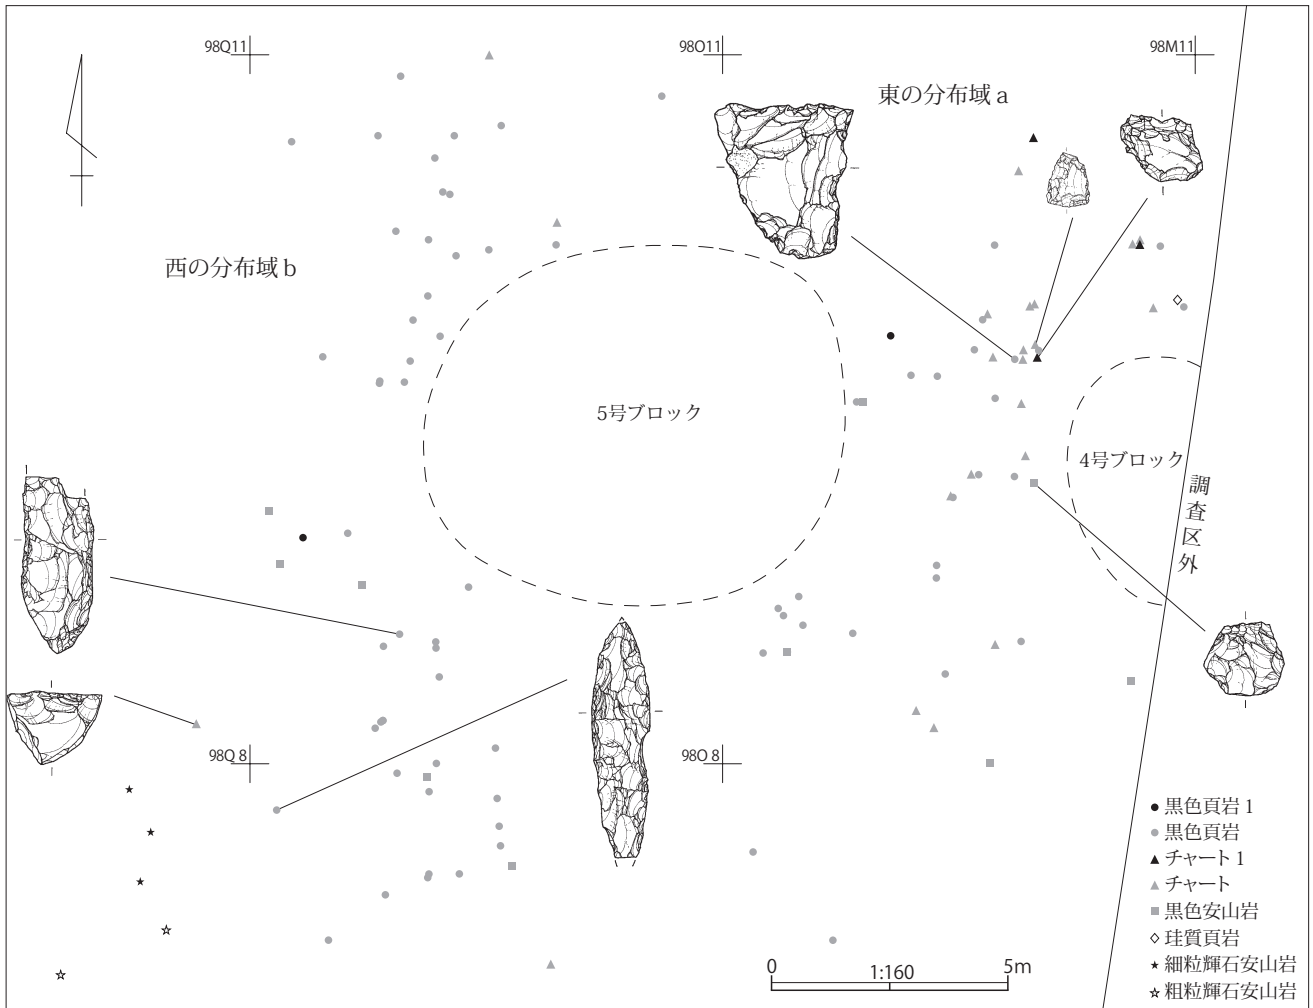 98Q11
98O11
98M11
東の分布域 a
西の分布域 b
5号ブロック
4号ブロック
調査区外
98Q 8
98O 8
黒色頁岩 1
黒色頁岩
チャート 1
チャート
黒色安山岩
珪質頁岩
細粒輝石安山岩
粗粒輝石安山岩
0 1:160 5m